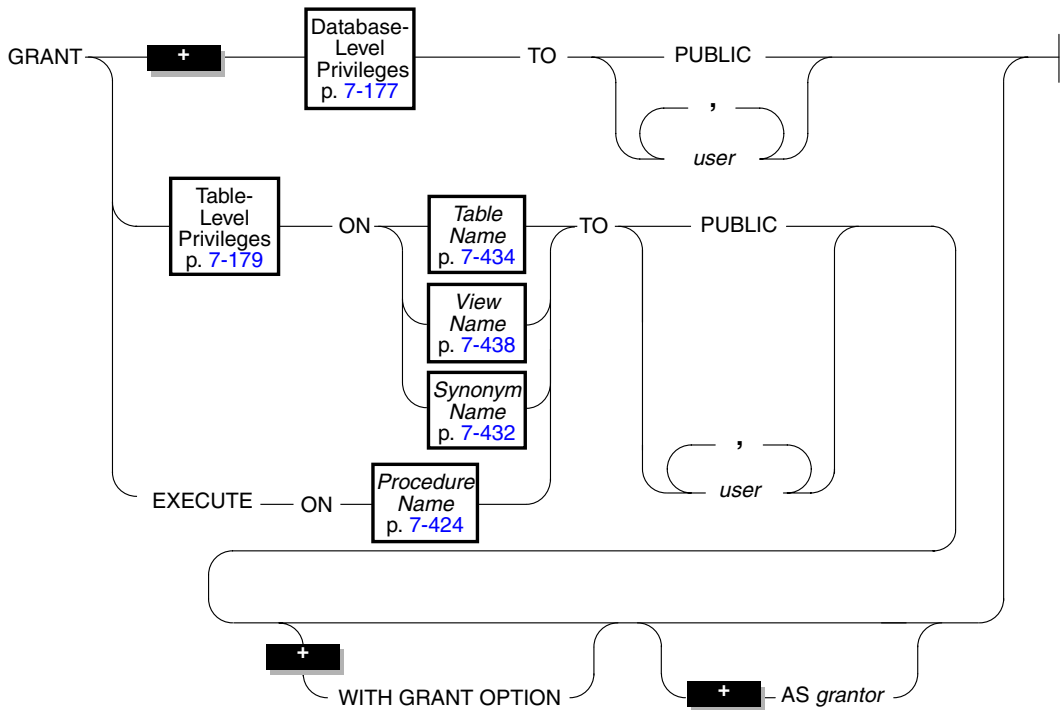 GRANT
+
Database-
Level
Privileges
p. 7-177
TO
PUBLIC
,
user
Table-
Level
Privileges
p. 7-179
ON
Table
Name
p. 7-434
View
Name
p. 7-438
Synonym
Name
p. 7-432
TO
PUBLIC
,
user
EXECUTE
ON
Procedure
Name
p. 7-424
+
WITH GRANT OPTION
+
AS grantor